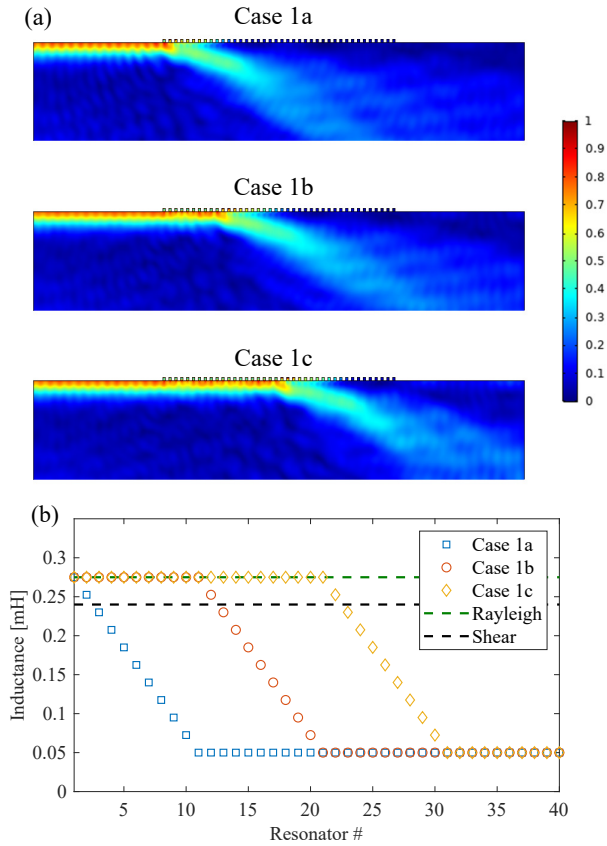 (a)
Case 1a
Case 1b
Case 1c
1
0.9
0.8
0.7
0.6
0.5
0.4
0.3
0.2
0.1
0
(b)
Inductance [mH]
0.3
0.25
0.2
0.15
0.1
0.05
0
Case 1a
Case 1b
Case 1c
Rayleigh
Shear
5
10
15
20
25
30
35
40
Resonator #